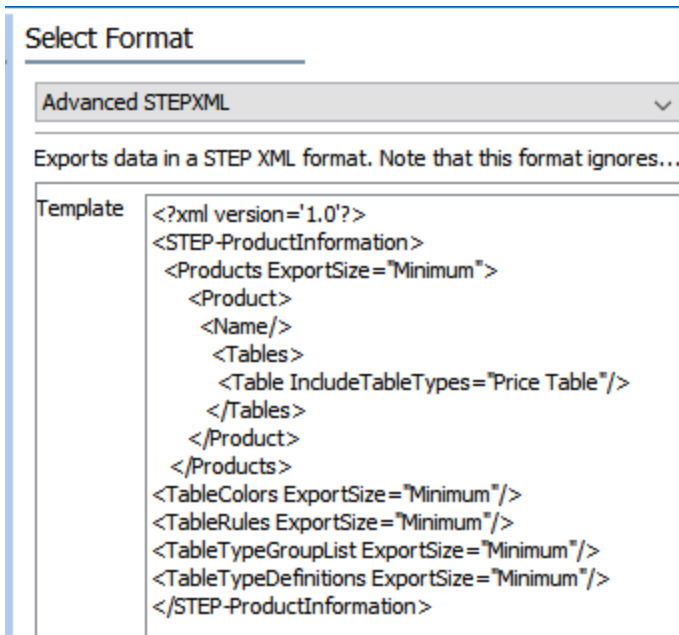 Select Format
Advanced STEPXML
Exports data in a STEP XML format. Note that this format ignores...
Template
<?xml version='1.0'?>
<STEP-ProductInformation>
<Products ExportSize="Minimum">
<Product>
<Name/>
<Tables>
<Table IncludeTableTypes="Price Table"/>
</Tables>
</Product>
</Products>
<TableColors ExportSize="Minimum"/>
<TableRules ExportSize="Minimum"/>
<TableTypeGroupList ExportSize="Minimum"/>
<TableTypeDefinitions ExportSize="Minimum"/>
</STEP-ProductInformation>